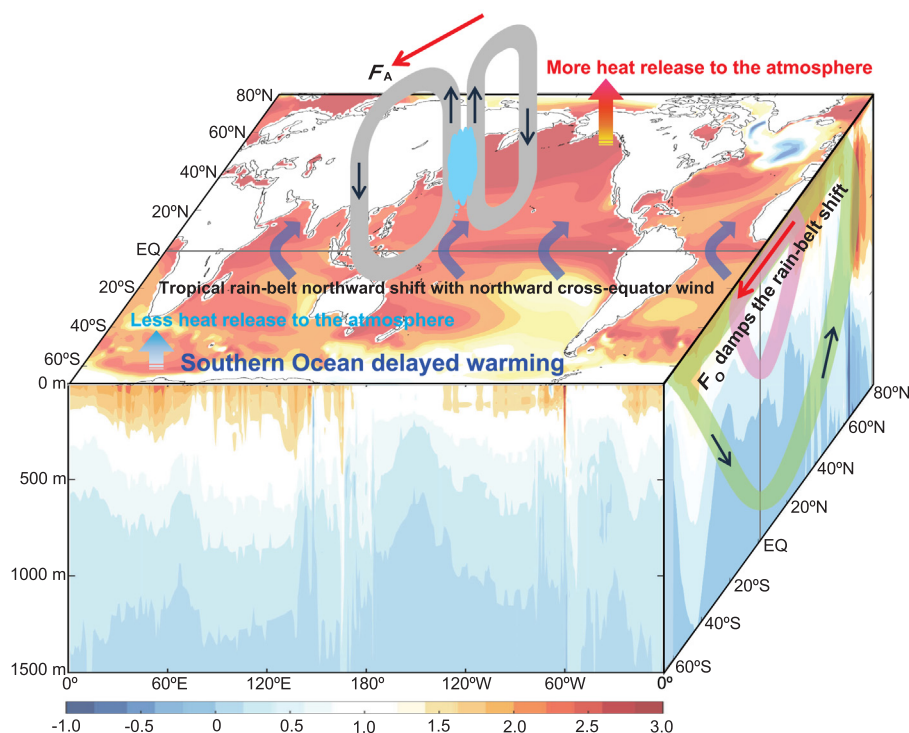 F_A
More heat release to the atmosphere
80ºN
60ºN
40ºN
20ºN
EQ
20ºS
40ºS
60ºS
Tropical rain-belt northward shift with northward cross-equator wind
Less heat release to the atmosphere
Southern Ocean delayed warming
F_O damps the rain-belt shift
0 m
500 m
1000 m
1500 m
80ºN
60ºN
40ºN
20ºN
EQ
20ºS
40ºS
60ºS
0º 60ºE 120ºE 180º 120ºW 60ºW 0º
-1.0 -0.5 0 0.5 1.0 1.5 2.0 2.5 3.0